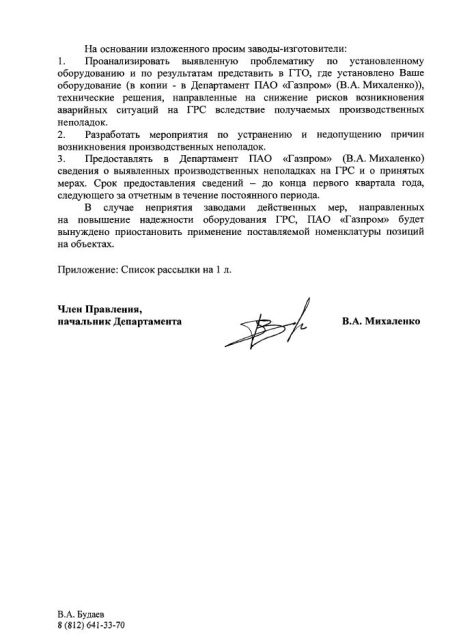 На основании изложенного просим заводы-изготовители:
1. Проанализировать выявленную проблематику по установленному
оборудованию и по результатам представить в ГТО, где установлено Ваше
оборудование (в копии - в Департамент ПАО «Газпром» (В.А. Михаленко)),
технические решения, направленные на снижение рисков возникновения
аварийных ситуаций на ГРС вследствие получаемых производственных
неполадок.
2. Разработать мероприятия по устранению и недопущению причин
возникновения производственных неполадок.
3. Предоставлять в Департамент ПАО «Газпром» (В.А. Михаленко)
сведения о выявленных производственных неполадках на ГРС и о принятых
мерах. Срок предоставления сведений – до конца первого квартала года,
следующего за отчетным в течение постоянного периода.
В случае неприятия заводами действенных мер, направленных
на повышение надежности оборудования ГРС, ПАО «Газпром» будет
вынуждено приостановить применение поставляемой номенклатуры позиций
на объектах.
Приложение: Список рассылки на 1 л.
Член Правления,
начальник Департамента
В.А. Михаленко
В.А. Будаев
8 (812) 641-33-70